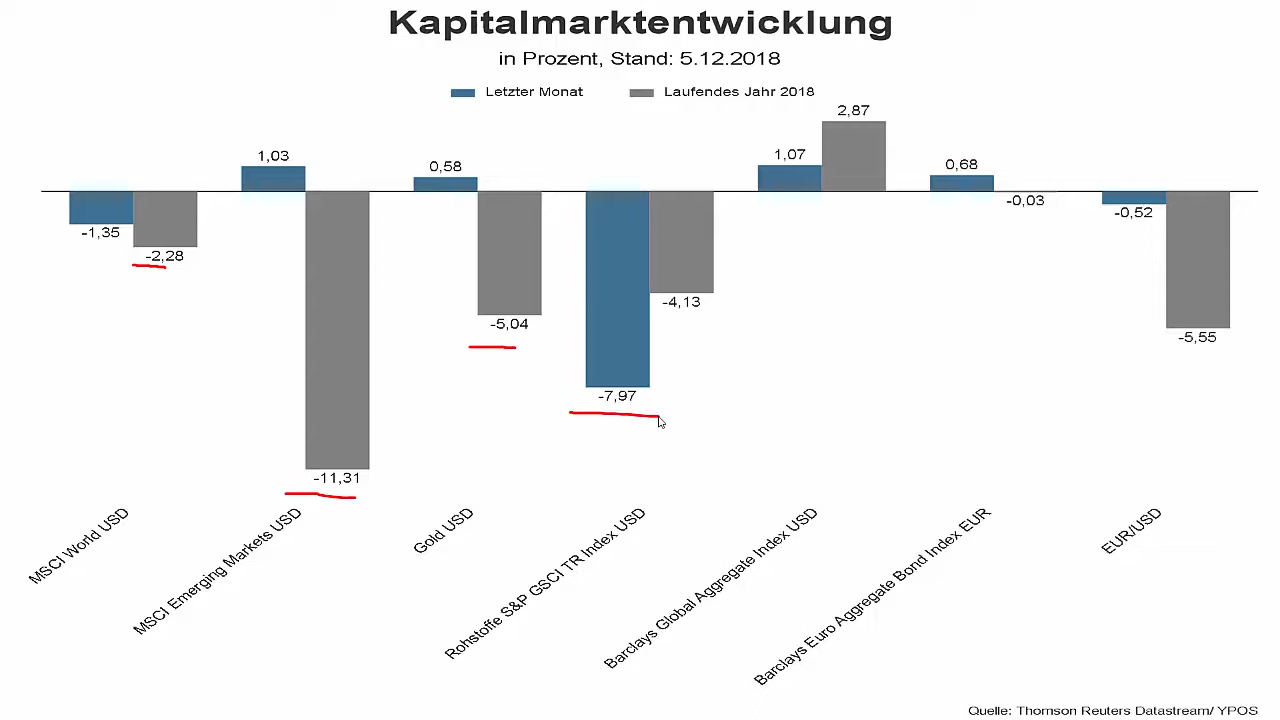 Kapitalmarktentwicklung
in Prozent, Stand: 5.12.2018
Letzter Monat
Laufendes Jahr 2018
-1,35
-2,28
1,03
-11,31
0,58
-5,04
-7,97
-4,13
1,07
2,87
0,68
-0,03
-0,52
-5,55
MSCI World USD
MSCI Emerging Markets USD
Gold USD
Rohstoffe S&P GSCI TR Index USD
Barclays Global Aggregate Index USD
Barclays Euro Aggregate Bond Index EUR
EUR/USD
Quelle: Thomson Reuters Datastream/ YPOS